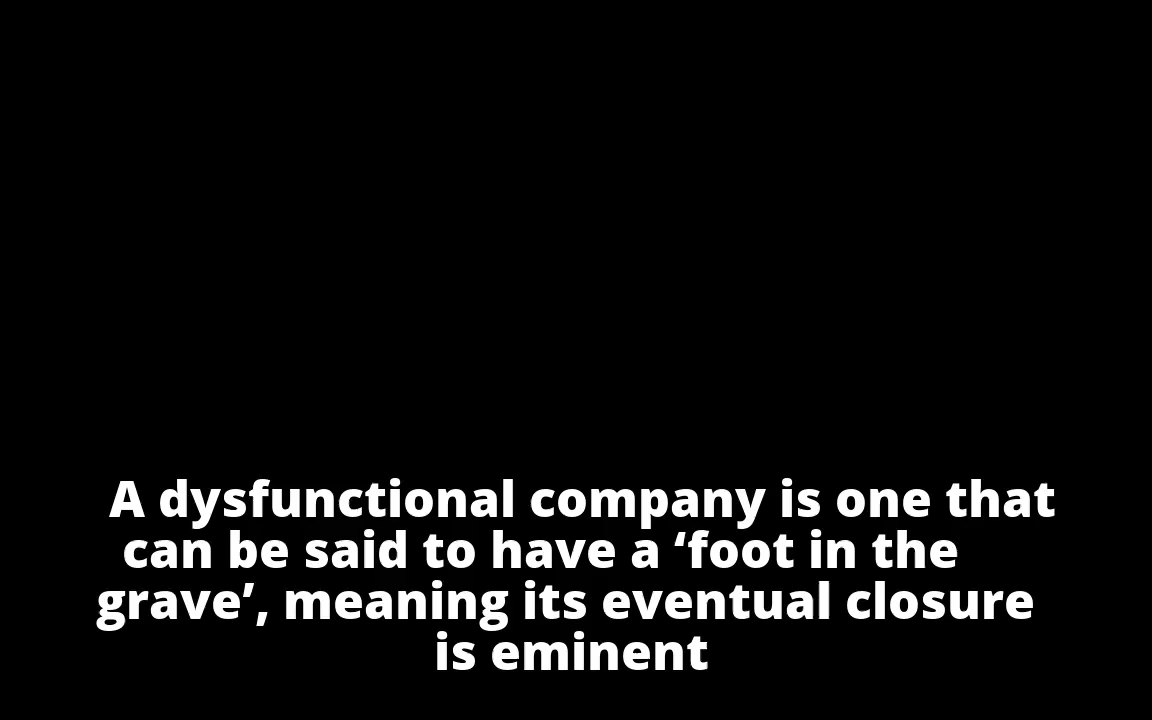 A dysfunctional company is one that
can be said to have a ‘foot in the
grave’, meaning its eventual closure
is eminent